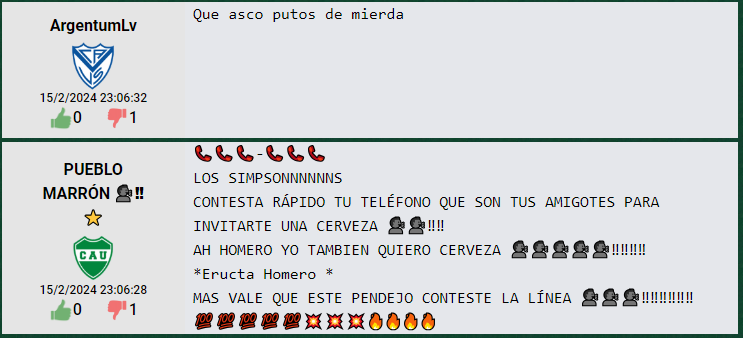 ArgentumLv
Que asco putos de mierda
CAVS
15/2/2024 23:06:32
👍0 👎1
PUEBLO
MARRÓN 🗣‼
⭐
CAU
15/2/2024 23:06:28
👍0 👎1
📞📞📞-📞📞📞
LOS SIMPSONNNNNNS
CONTESTA RÁPIDO TU TELÉFONO QUE SON TUS AMIGOTES PARA
INVITARTE UNA CERVEZA 🗣🗣‼‼
AH HOMERO YO TAMBIEN QUIERO CERVEZA 🗣🗣🗣🗣🗣‼‼‼‼
*Eructa Homero *
MAS VALE QUE ESTE PENDEJO CONTESTE LA LÍNEA 🗣🗣🗣‼‼‼‼‼‼
💯💯💯💯💯💥💥💥🔥🔥🔥🔥